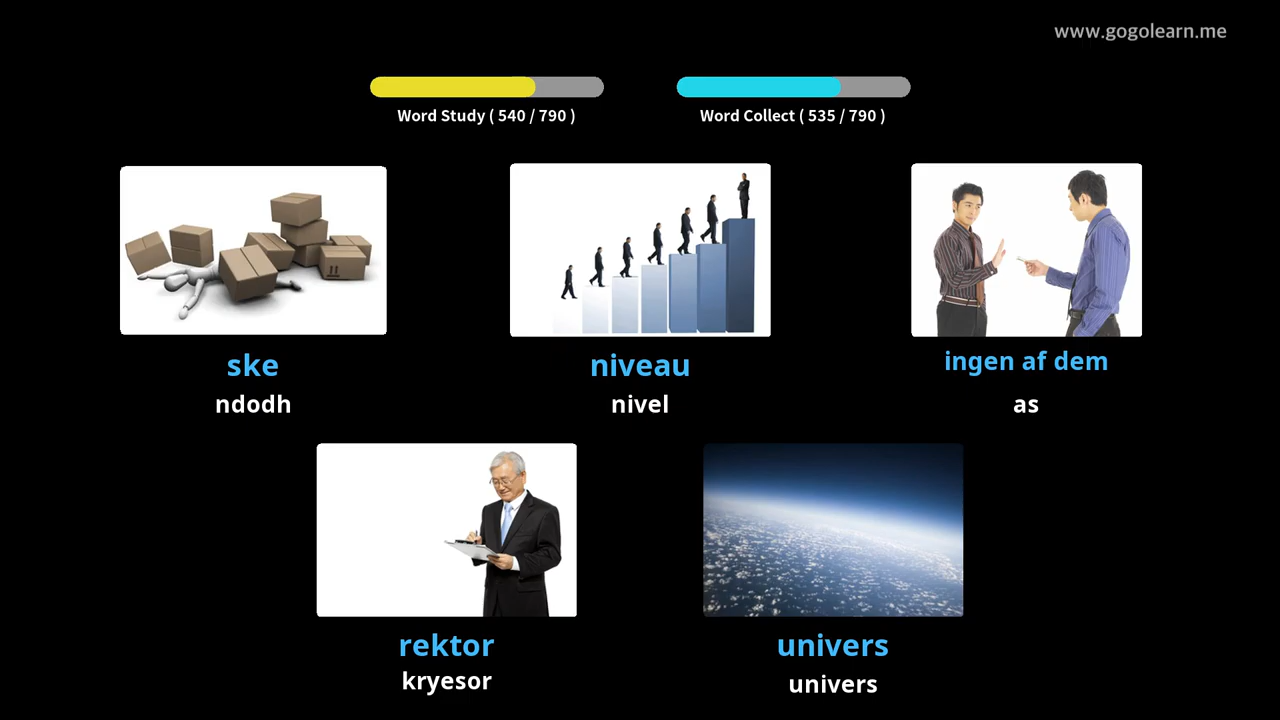 www.gogolearn.me
Word Study ( 540 / 790 )
Word Collect ( 535 / 790 )
ske
ndodh
niveau
nivel
ingen af dem
as
rektor
kryesor
univers
univers